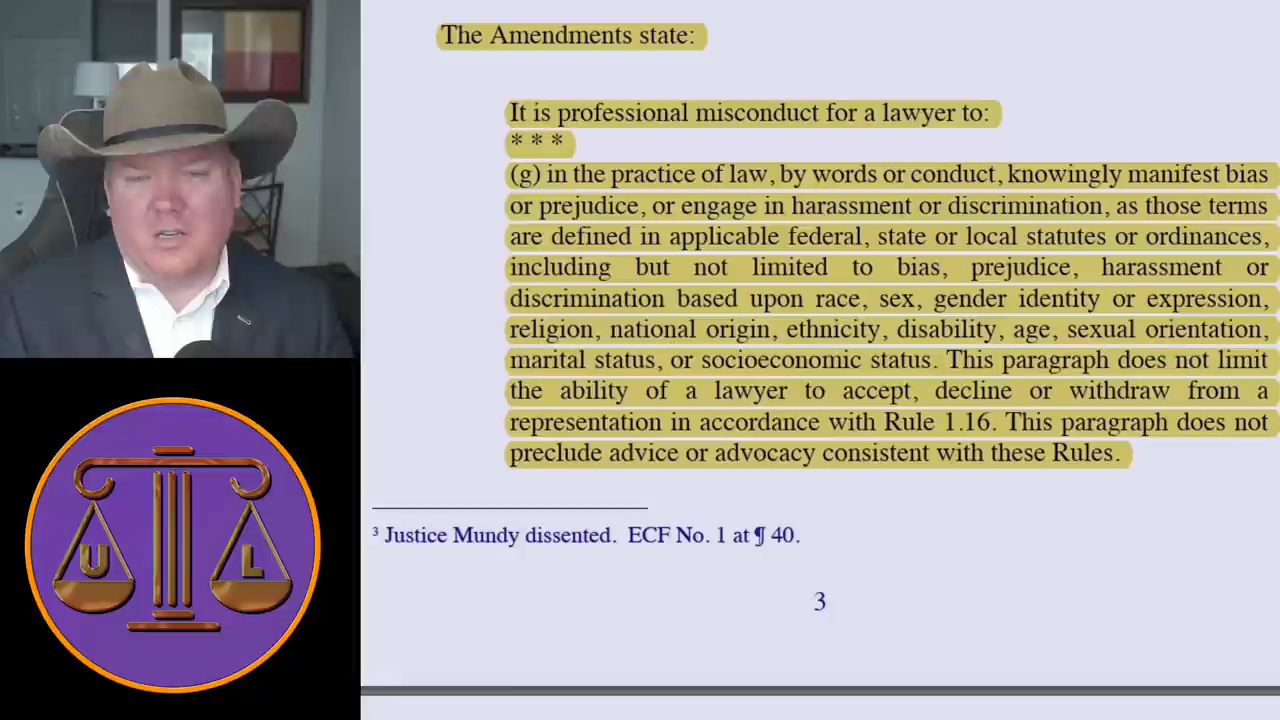 The Amendments state:
It is professional misconduct for a lawyer to:
* * *
(g) in the practice of law, by words or conduct, knowingly manifest bias
or prejudice, or engage in harassment or discrimination, as those terms
are defined in applicable federal, state or local statutes or ordinances,
including but not limited to bias, prejudice, harassment or
discrimination based upon race, sex, gender identity or expression,
religion, national origin, ethnicity, disability, age, sexual orientation,
marital status, or socioeconomic status. This paragraph does not limit
the ability of a lawyer to accept, decline or withdraw from a
representation in accordance with Rule 1.16. This paragraph does not
preclude advice or advocacy consistent with these Rules.
3 Justice Mundy dissented. ECF No. 1 at ¶ 40.
3
U L